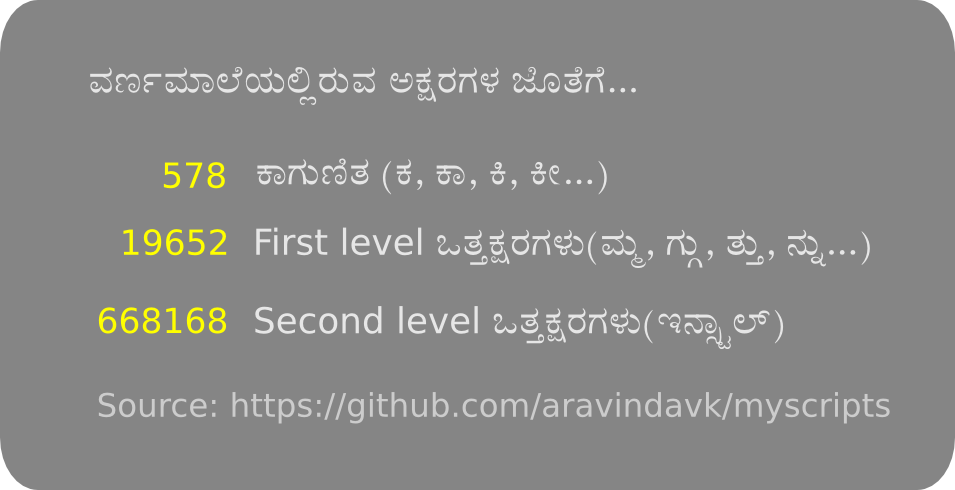 ವರ್ಣಮಾಲೆಯಲ್ಲಿರುವ ಅಕ್ಷರಗಳ ಜೊತೆಗೆ...
578 ಕಾಗುಣಿತ (ಕ, ಕಾ, ಕಿ, ಕೀ...)
19652 First level ಒತ್ತಕ್ಷರಗಳು(ಮ್ಮ, ಗ್ಗು, ತ್ತು, ನ್ನು...)
668168 Second level ಒತ್ತಕ್ಷರಗಳು(ಇನ್ಸ್ಟಾಲ್)
Source: https://github.com/aravindavk/myscripts